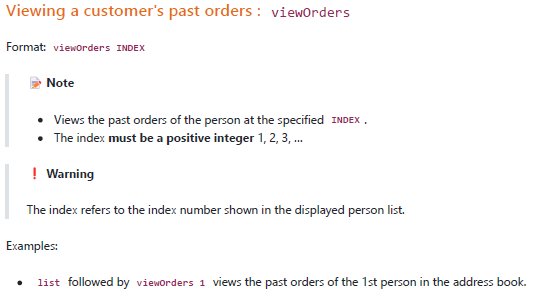 Viewing a customer's past orders : viewOrders
Format: viewOrders INDEX
Note
Views the past orders of the person at the specified INDEX .
The index must be a positive integer 1, 2, 3, ...
Warning
The index refers to the index number shown in the displayed person list.
Examples:
list followed by viewOrders 1 views the past orders of the 1st person in the address book.